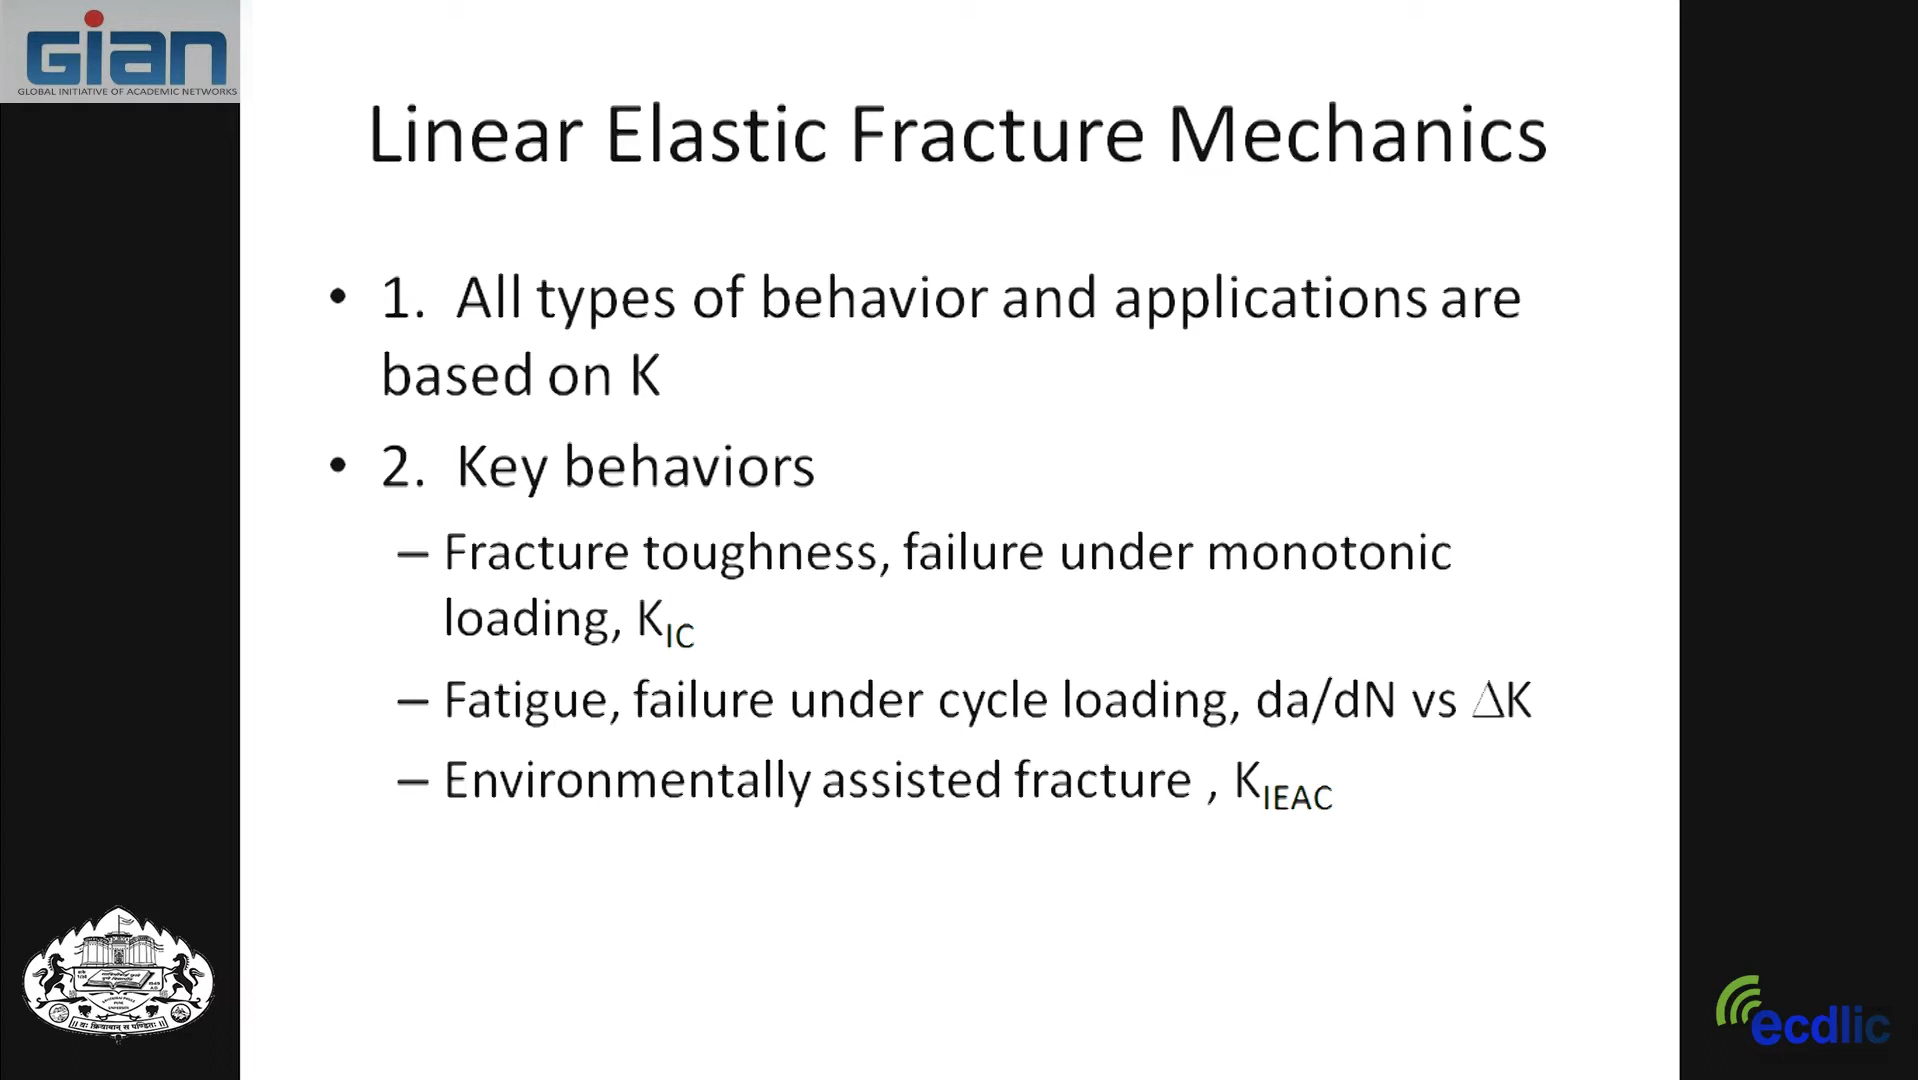 GIAN
GLOBAL INITIATIVE OF ACADEMIC NETWORKS
Linear Elastic Fracture Mechanics
• 1. All types of behavior and applications are
based on K
• 2. Key behaviors
– Fracture toughness, failure under monotonic
loading, K_IC
– Fatigue, failure under cycle loading, da/dN vs ΔK
– Environmentally assisted fracture , K_IEAC
|| यः क्रियावान् स पण्डितः ||
ecdlic